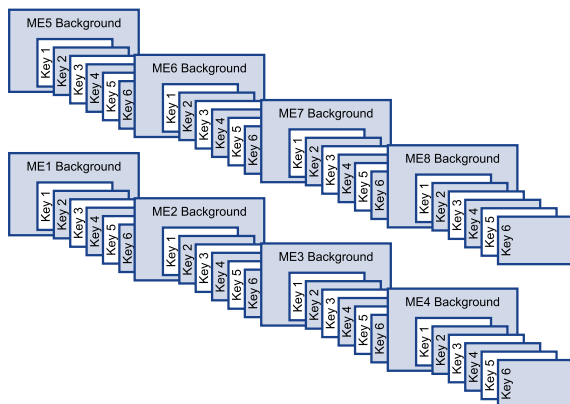 ME5 Background
Key 1
Key 2
Key 3
Key 4
Key 5
Key 6
ME6 Background
Key 1
Key 2
Key 3
Key 4
Key 5
Key 6
ME7 Background
Key 1
Key 2
Key 3
Key 4
Key 5
Key 6
ME8 Background
Key 1
Key 2
Key 3
Key 4
Key 5
Key 6
ME1 Background
Key 1
Key 2
Key 3
Key 4
Key 5
Key 6
ME2 Background
Key 1
Key 2
Key 3
Key 4
Key 5
Key 6
ME3 Background
Key 1
Key 2
Key 3
Key 4
Key 5
Key 6
ME4 Background
Key 1
Key 2
Key 3
Key 4
Key 5
Key 6